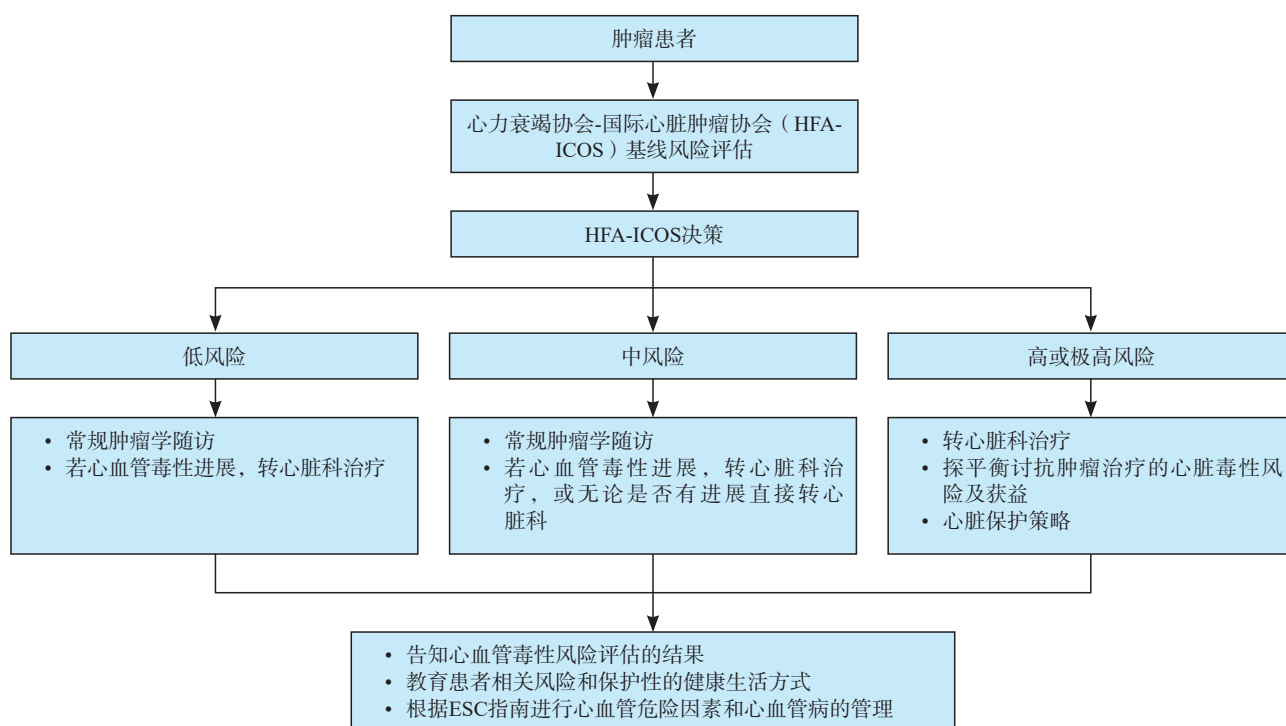 肿瘤患者
心力衰竭协会-国际心脏肿瘤协会（HFA-
ICOS）基线风险评估
HFA-ICOS决策
低风险
中风险
高或极高风险
• 常规肿瘤学随访
• 若心血管毒性进展，转心脏科治疗
• 常规肿瘤学随访
• 若心血管毒性进展，转心脏科治
疗，或无论是否有进展直接转心
脏科
• 转心脏科治疗
• 探平衡讨抗肿瘤治疗的心脏毒性风
险及获益
• 心脏保护策略
• 告知心血管毒性风险评估的结果
• 教育患者相关风险和保护性的健康生活方式
• 根据ESC指南进行心血管危险因素和心血管病的管理